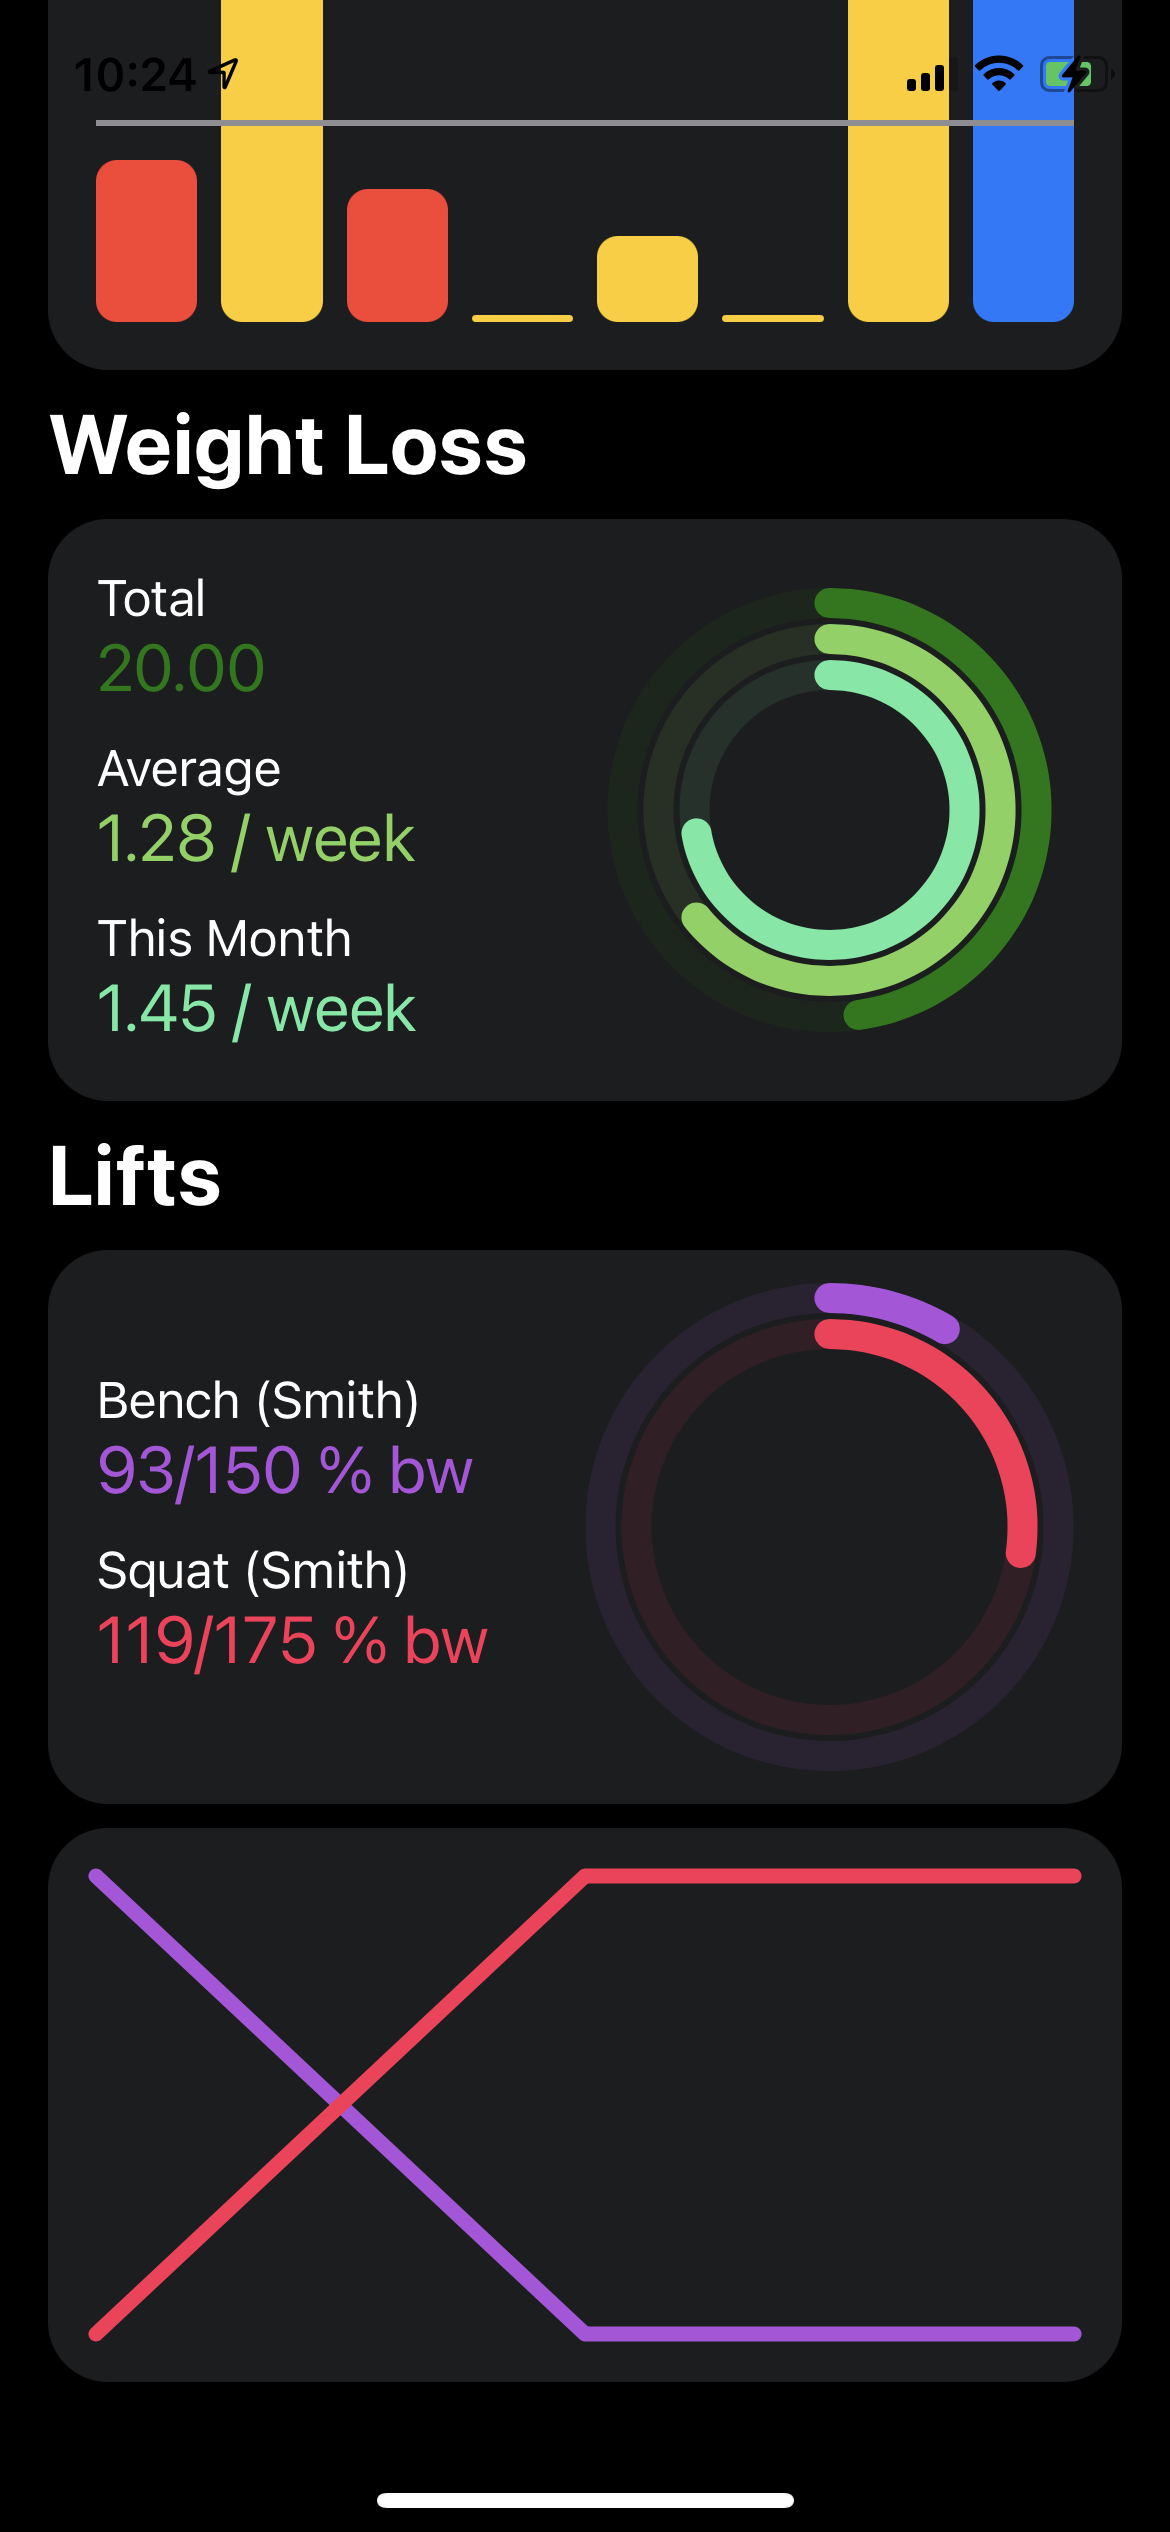 10:24
Weight Loss
Total
20.00
Average
1.28 / week
This Month
1.45 / week
Lifts
Bench (Smith)
93/150 % bw
Squat (Smith)
119/175 % bw